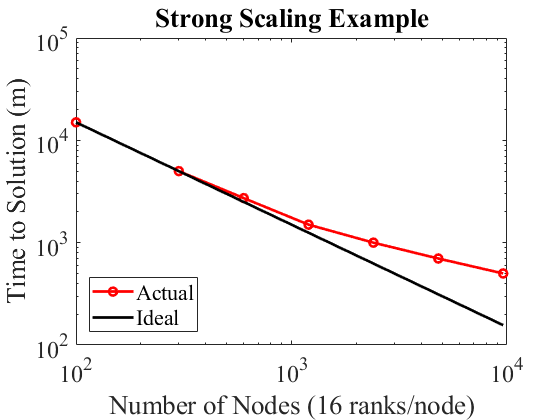 Strong Scaling Example
Time to Solution (m)
10^5
10^4
10^3
10^2
Actual
Ideal
10^2 10^3 10^4
Number of Nodes (16 ranks/node)